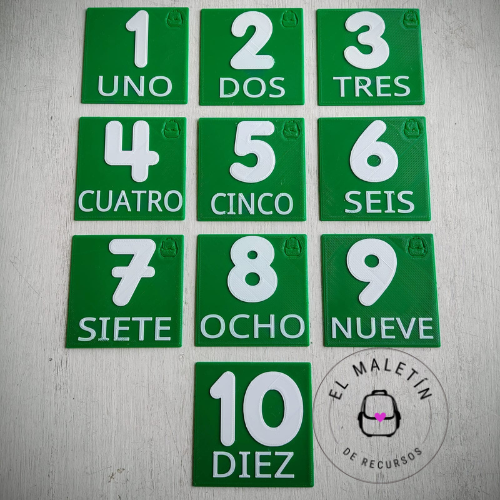 1
UNO
2
DOS
3
TRES
4
CUATRO
5
CINCO
6
SEIS
7
SIETE
8
OCHO
9
NUEVE
10
DIEZ
EL MALETÍN
DE RECURSOS